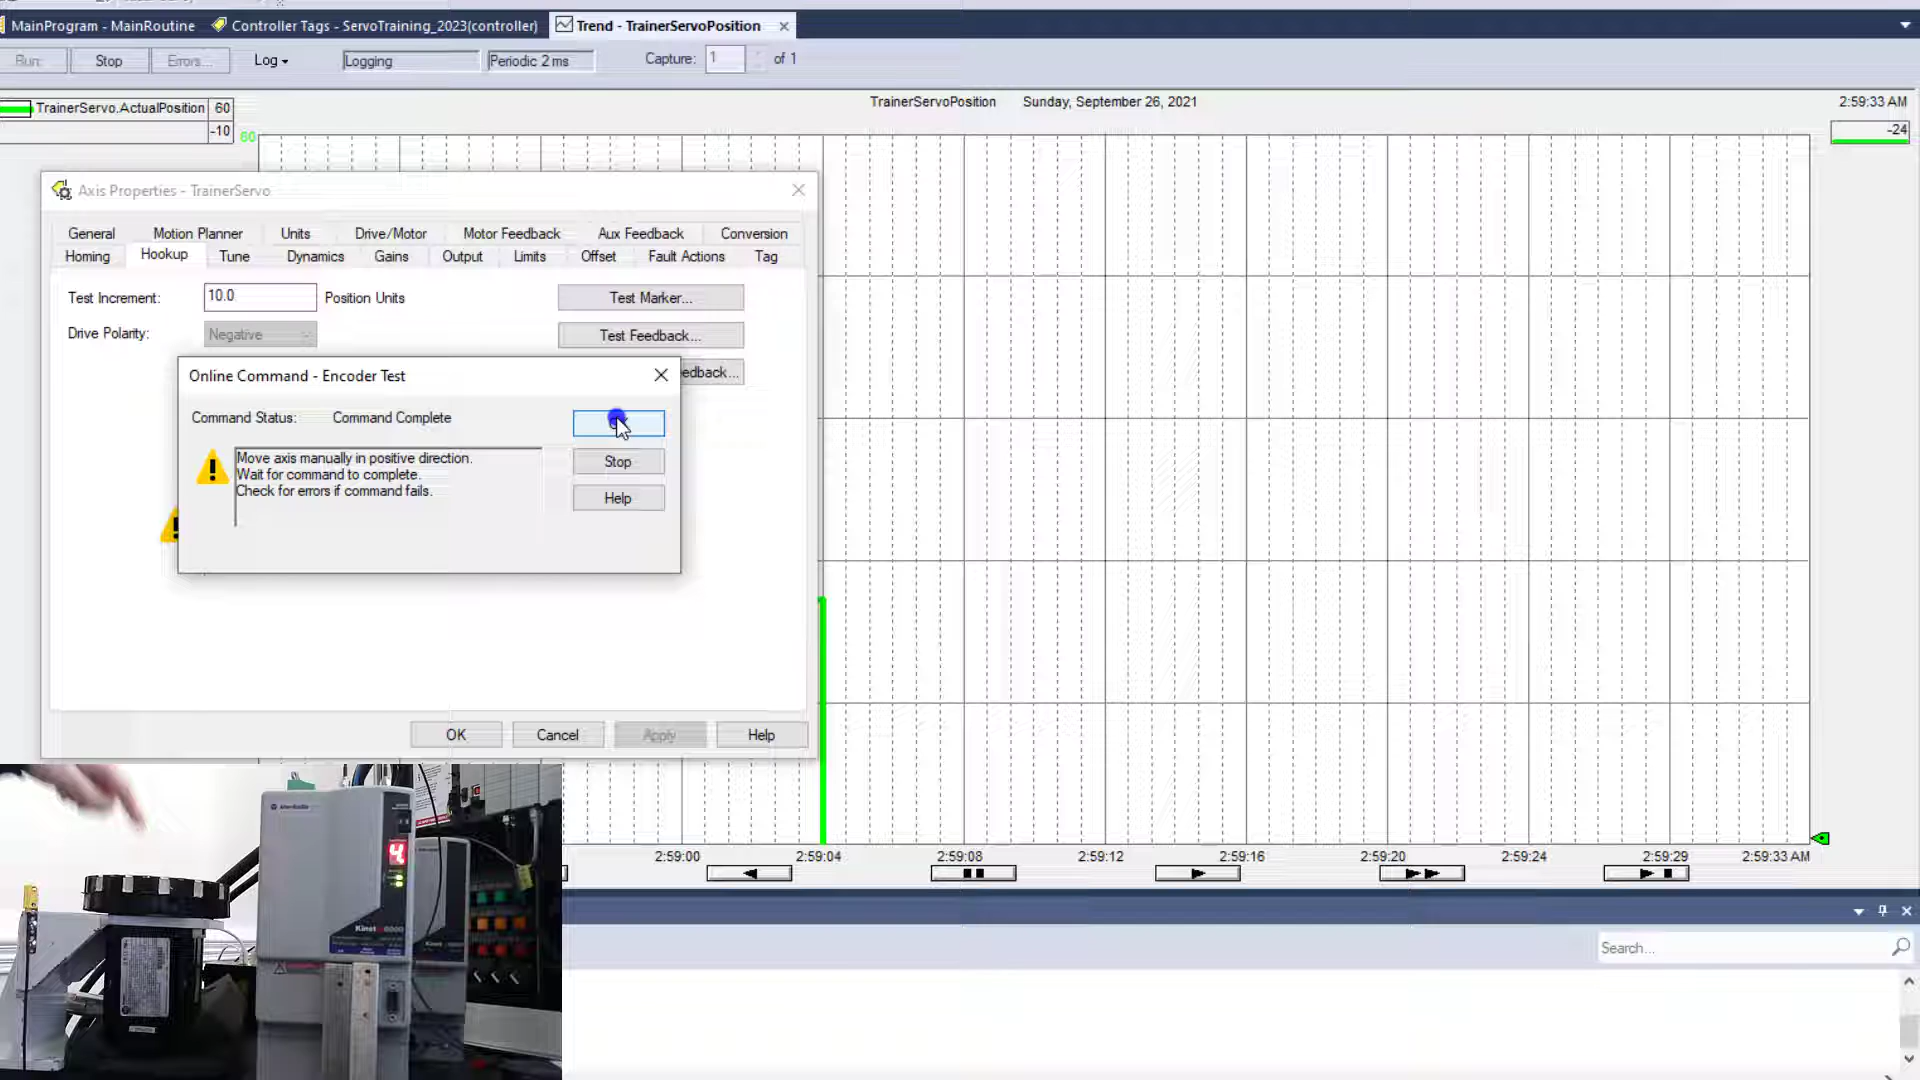 MainProgram - MainRoutine
Controller Tags - ServoTraining_2023(controller)
Trend - TrainerServoPosition
Run
Stop
Errors...
Log
Logging
Periodic 2 ms
Capture:
1
of 1
TrainerServo.ActualPosition
60
-10
TrainerServoPosition
Sunday, September 26, 2021
2:59:33 AM
-24
60
Axis Properties - TrainerServo
General
Motion Planner
Units
Drive/Motor
Motor Feedback
Aux Feedback
Conversion
Homing
Hookup
Tune
Dynamics
Gains
Output
Limits
Offset
Fault Actions
Tag
Test Increment:
10.0
Position Units
Test Marker...
Drive Polarity:
Negative
Test Feedback...
edback...
Online Command - Encoder Test
Command Status:
Command Complete
Move axis manually in positive direction.
Wait for command to complete.
Check for errors if command fails.
Stop
Help
OK
Cancel
Apply
Help
2:59:00
2:59:04
2:59:08
2:59:12
2:59:16
2:59:20
2:59:24
2:59:29
2:59:33 AM
Search...
Allen-Bradley
4